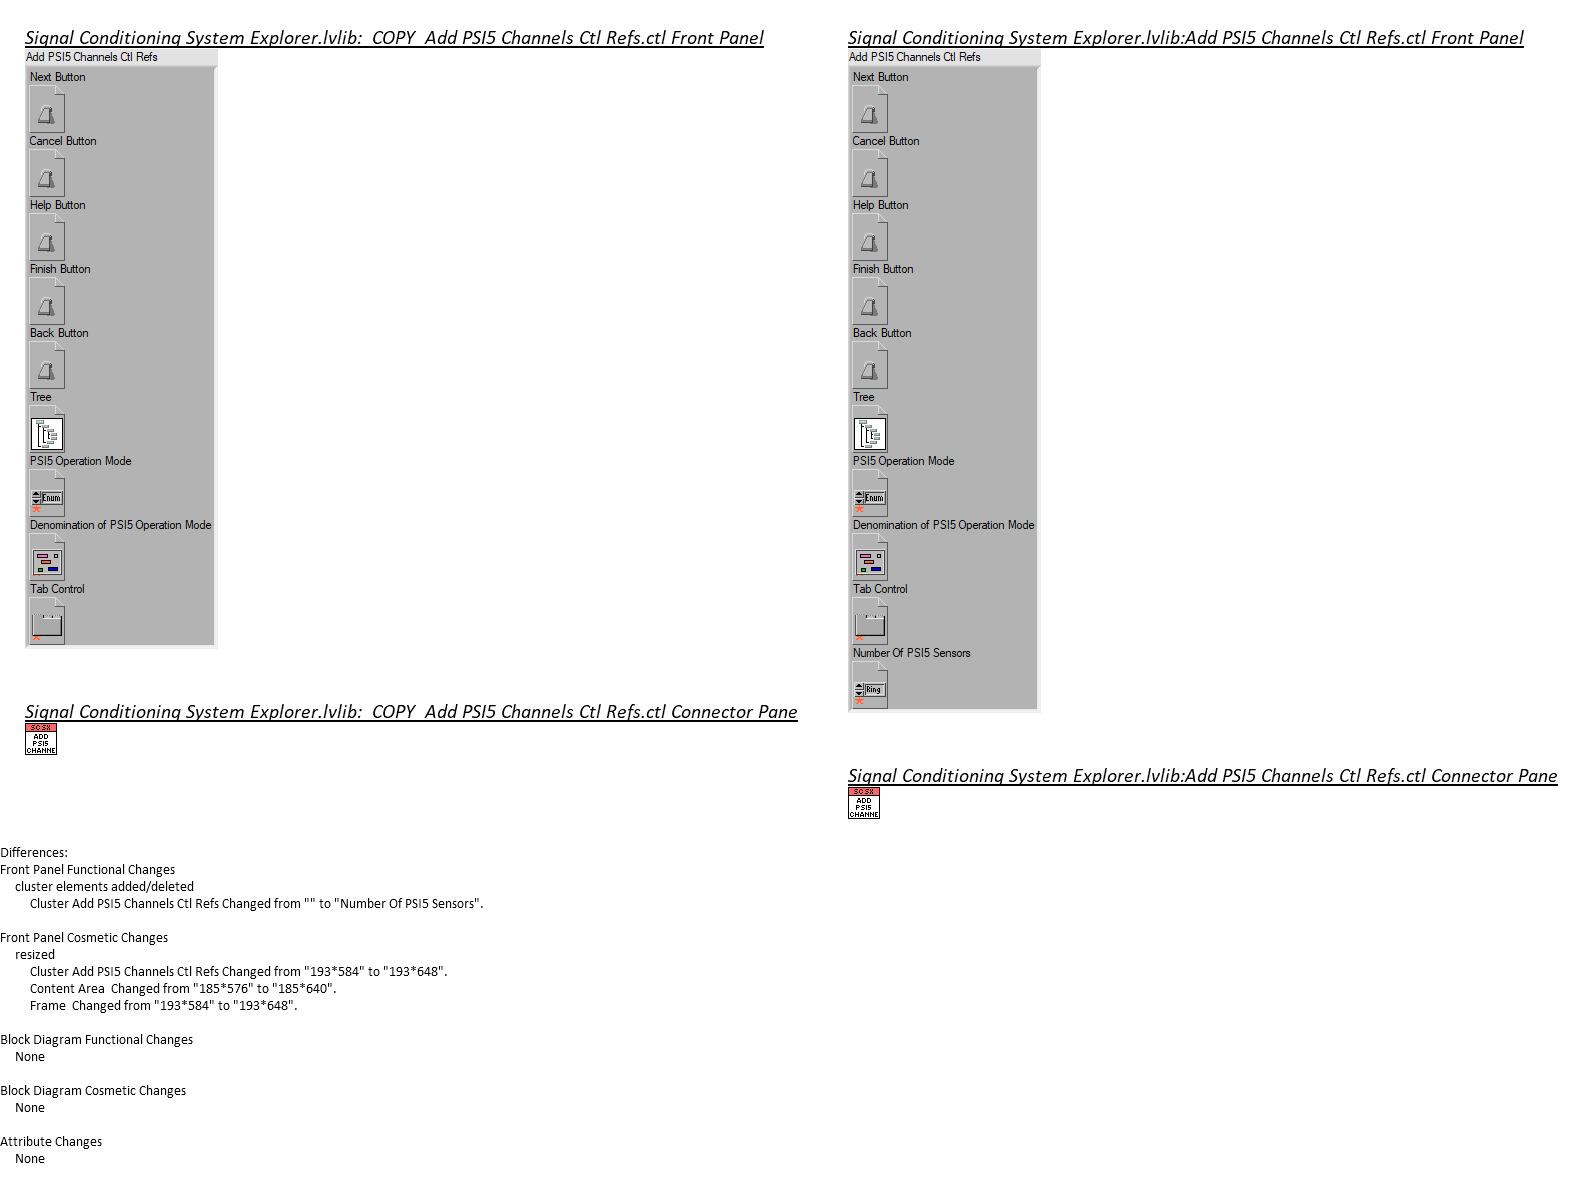 Signal Conditioning System Explorer.lvlib:  COPY  Add PSI5 Channels Ctl Refs.ctl Front Panel
Add PSI5 Channels Ctl Refs
Next Button
Cancel Button
Help Button
Finish Button
Back Button
Tree
PSI5 Operation Mode
Enum
Denomination of PSI5 Operation Mode
Tab Control
Signal Conditioning System Explorer.lvlib:  COPY  Add PSI5 Channels Ctl Refs.ctl Connector Pane
SCSX
ADD
PSI5
CHANNE
Signal Conditioning System Explorer.lvlib:Add PSI5 Channels Ctl Refs.ctl Front Panel
Add PSI5 Channels Ctl Refs
Next Button
Cancel Button
Help Button
Finish Button
Back Button
Tree
PSI5 Operation Mode
Enum
Denomination of PSI5 Operation Mode
Tab Control
Number Of PSI5 Sensors
Ring
Signal Conditioning System Explorer.lvlib:Add PSI5 Channels Ctl Refs.ctl Connector Pane
SCSX
ADD
PSI5
CHANNE
Differences:
Front Panel Functional Changes
cluster elements added/deleted
Cluster Add PSI5 Channels Ctl Refs Changed from "" to "Number Of PSI5 Sensors".
Front Panel Cosmetic Changes
resized
Cluster Add PSI5 Channels Ctl Refs Changed from "193*584" to "193*648".
Content Area  Changed from "185*576" to "185*640".
Frame  Changed from "193*584" to "193*648".
Block Diagram Functional Changes
None
Block Diagram Cosmetic Changes
None
Attribute Changes
None